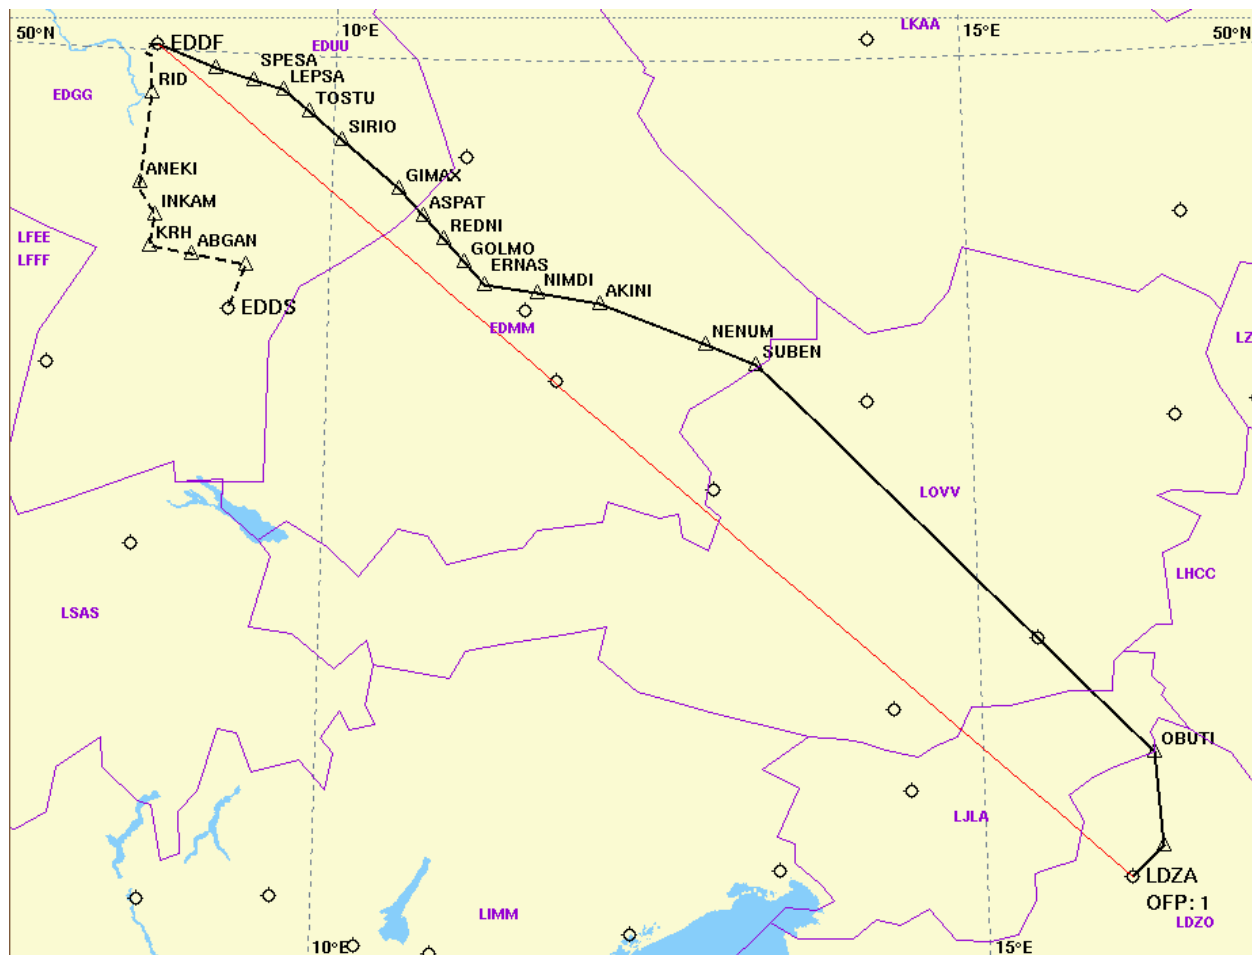 50°N
10°E
15°E
50°N
LKAA
EDDF
EDUU
SPESA
LEPSA
RID
EDGG
TOSTU
SIRIO
ANEKI
GIMAX
INKAM
ASPAT
KRH
REDNI
LFEE
ABGAN
GOLMO
LFFF
ERNAS
NIMDI
AKINI
EDDS
EDMM
NENUM
LZ
SUBEN
LOVV
LHCC
LSAS
OBUTI
LJLA
LDZA
OFP: 1
LIMM
LDZO
10°E
15°E